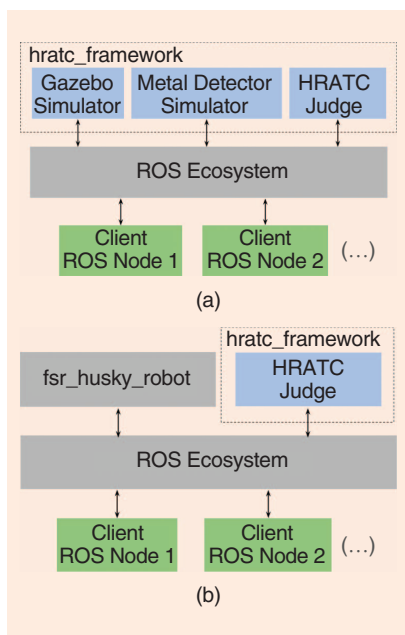 hratc_framework
Gazebo
Simulator
Metal Detector
Simulator
HRATC
Judge
ROS Ecosystem
Client
ROS Node 1
Client
ROS Node 2
(...)
(a)
hratc_framework
fsr_husky_robot
HRATC
Judge
ROS Ecosystem
Client
ROS Node 1
Client
ROS Node 2
(...)
(b)